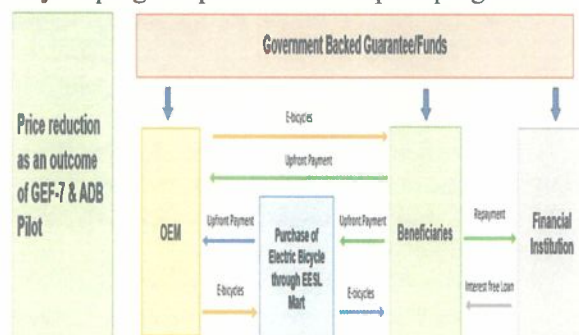 Government Backed Guarantee/Funds
Price reduction
as an outcome
of GEF-7 & ADB
Pilot
E-bicycles
Upfront Payment
OEM
Upfront Payment
Purchase of
Electric Bicycle
through EESL
Mart
Upfront Payment
Beneficiaries
Repayment
Financial
Institution
E-bicycles
E-bicycles
Interest free Loan